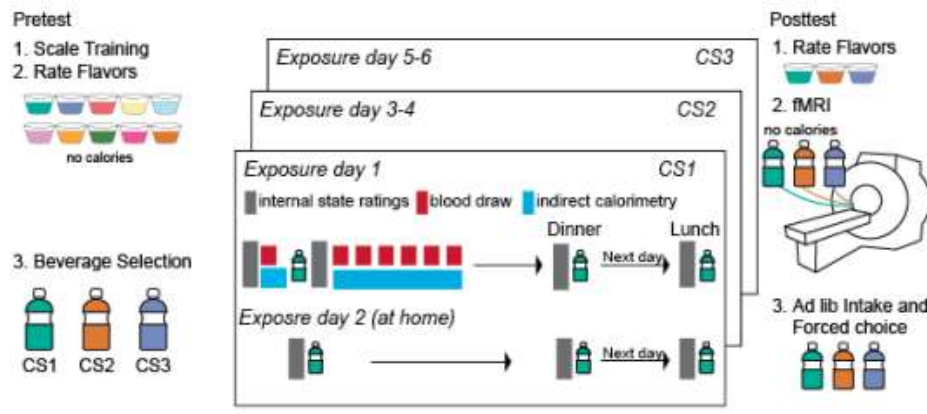 Pretest
1. Scale Training
2. Rate Flavors
no calories
3. Beverage Selection
CS1 CS2 CS3
Exposure day 5-6 CS3
Exposure day 3-4 CS2
Exposure day 1 CS1
internal state ratings blood draw indirect calorimetry
Dinner Lunch
Next day
Exposre day 2 (at home)
Next day
Posttest
1. Rate Flavors
2. fMRI
no calories
3. Ad lib Intake and
Forced choice